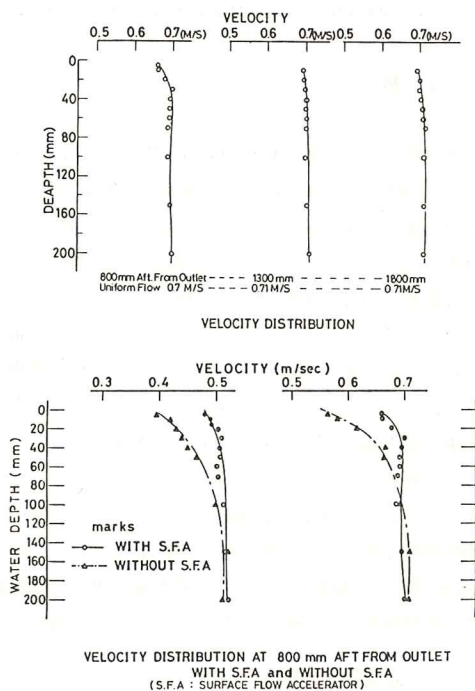 VELOCITY
0.5 0.6 0.7(M/S) 0.5 0.6 0.7(M/S) 0.5 0.6 0.7(M/S)
0
40
80
120
160
200
DEAPTH(mm)
800mm Aft. From Outlet - - - - 1300 mm - - - - - 1800 mm
Uniform Flow 0.7 M/S - - - - 0.71 M/S - - - - - 0.71M/S
VELOCITY DISTRIBUTION
VELOCITY (m/sec)
0.3 0.4 0.5 0.5 0.6 0.7
0
20
40
60
80
100
120
140
160
180
200
WATER DEPTH (mm)
marks
WITH S.F.A
WITHOUT S.F.A
VELOCITY DISTRIBUTION AT 800 mm AFT FROM OUTLET
WITH S.F.A and WITHOUT S.F.A
(S.F.A : SURFACE FLOW ACCELERATOR)